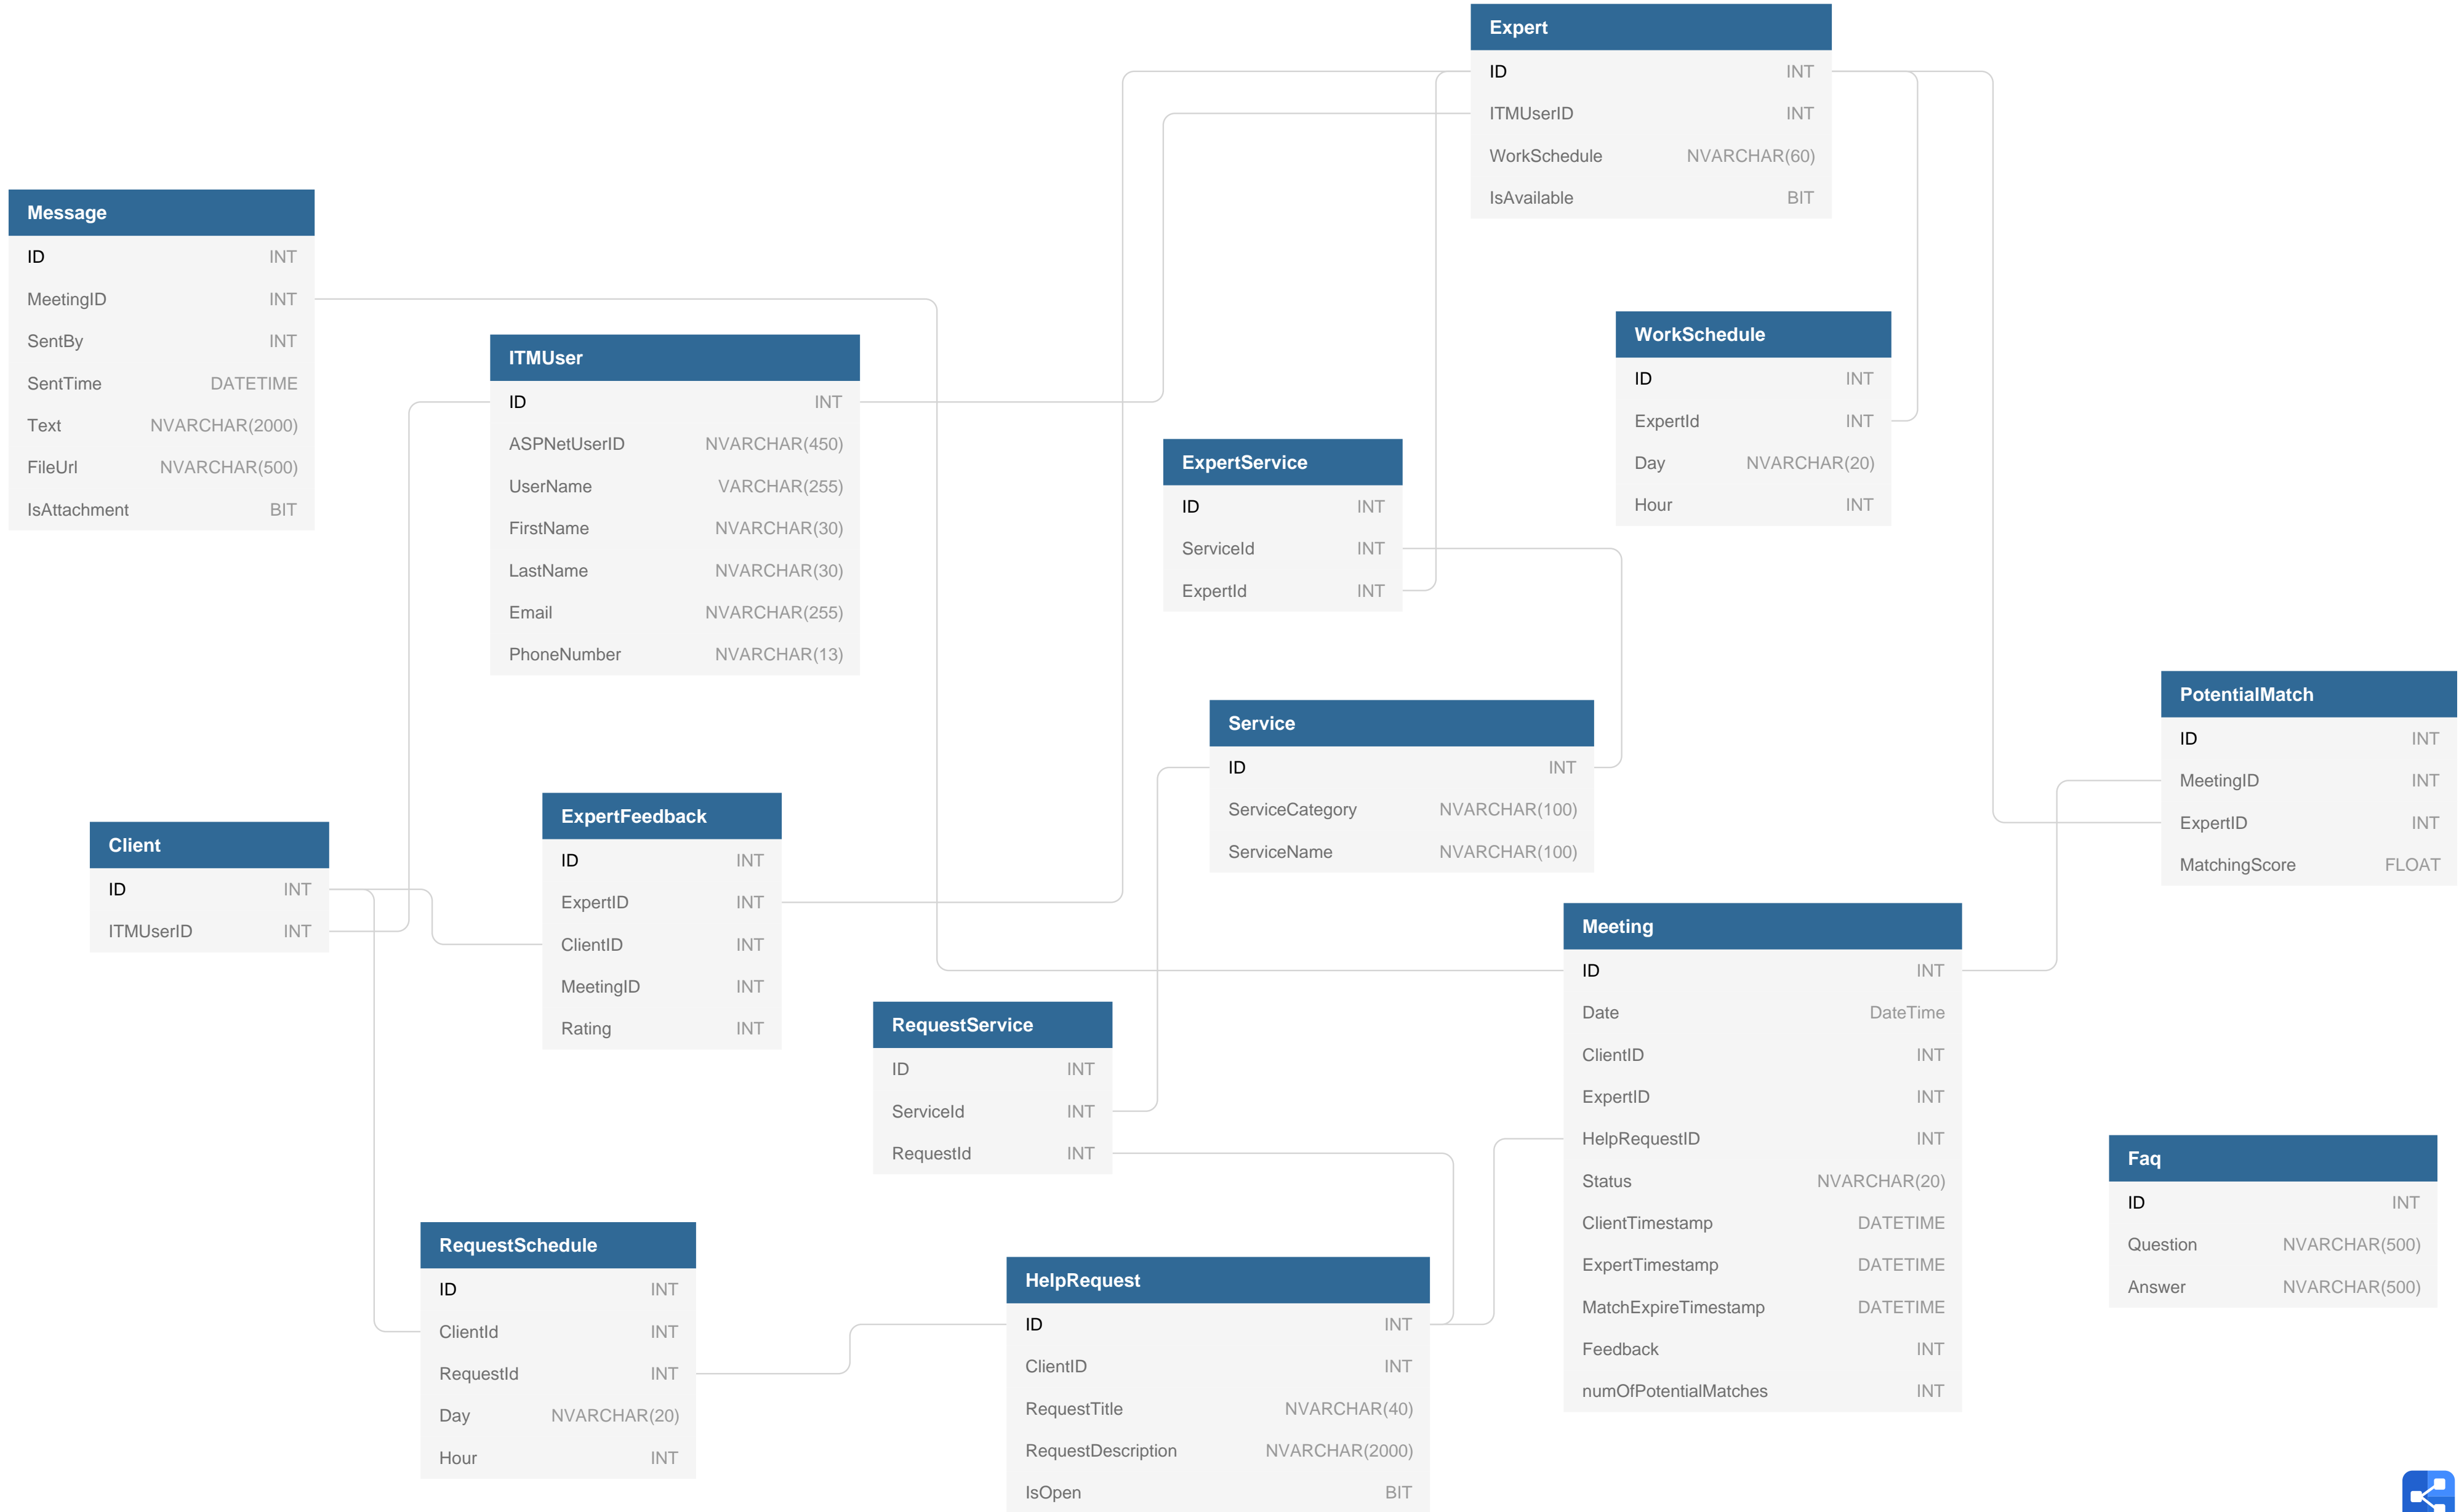 Expert
ID INT
ITMUserID INT
WorkSchedule NVARCHAR(60)
IsAvailable BIT
Message
ID INT
MeetingID INT
SentBy INT
SentTime DATETIME
Text NVARCHAR(2000)
FileUrl NVARCHAR(500)
IsAttachment BIT
ITMUser
ID INT
ASPNetUserID NVARCHAR(450)
UserName VARCHAR(255)
FirstName NVARCHAR(30)
LastName NVARCHAR(30)
Email NVARCHAR(255)
PhoneNumber NVARCHAR(13)
WorkSchedule
ID INT
ExpertId INT
Day NVARCHAR(20)
Hour INT
ExpertService
ID INT
ServiceId INT
ExpertId INT
Service
ID INT
ServiceCategory NVARCHAR(100)
ServiceName NVARCHAR(100)
PotentialMatch
ID INT
MeetingID INT
ExpertID INT
MatchingScore FLOAT
Client
ID INT
ITMUserID INT
ExpertFeedback
ID INT
ExpertID INT
ClientID INT
MeetingID INT
Rating INT
Meeting
ID INT
Date DateTime
ClientID INT
ExpertID INT
HelpRequestID INT
Status NVARCHAR(20)
ClientTimestamp DATETIME
ExpertTimestamp DATETIME
MatchExpireTimestamp DATETIME
Feedback INT
numOfPotentialMatches INT
RequestService
ID INT
ServiceId INT
RequestId INT
Faq
ID INT
Question NVARCHAR(500)
Answer NVARCHAR(500)
RequestSchedule
ID INT
ClientId INT
RequestId INT
Day NVARCHAR(20)
Hour INT
HelpRequest
ID INT
ClientID INT
RequestTitle NVARCHAR(40)
RequestDescription NVARCHAR(2000)
IsOpen BIT